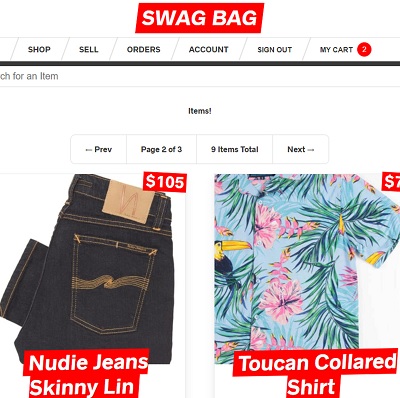 SWAG BAG
SHOP SELL ORDERS ACCOUNT SIGN OUT MY CART 2
ch for an Item
Items!
← Prev Page 2 of 3 9 Items Total Next →
$105 $7
Nudie Jeans
Skinny Lin
Toucan Collared
Shirt